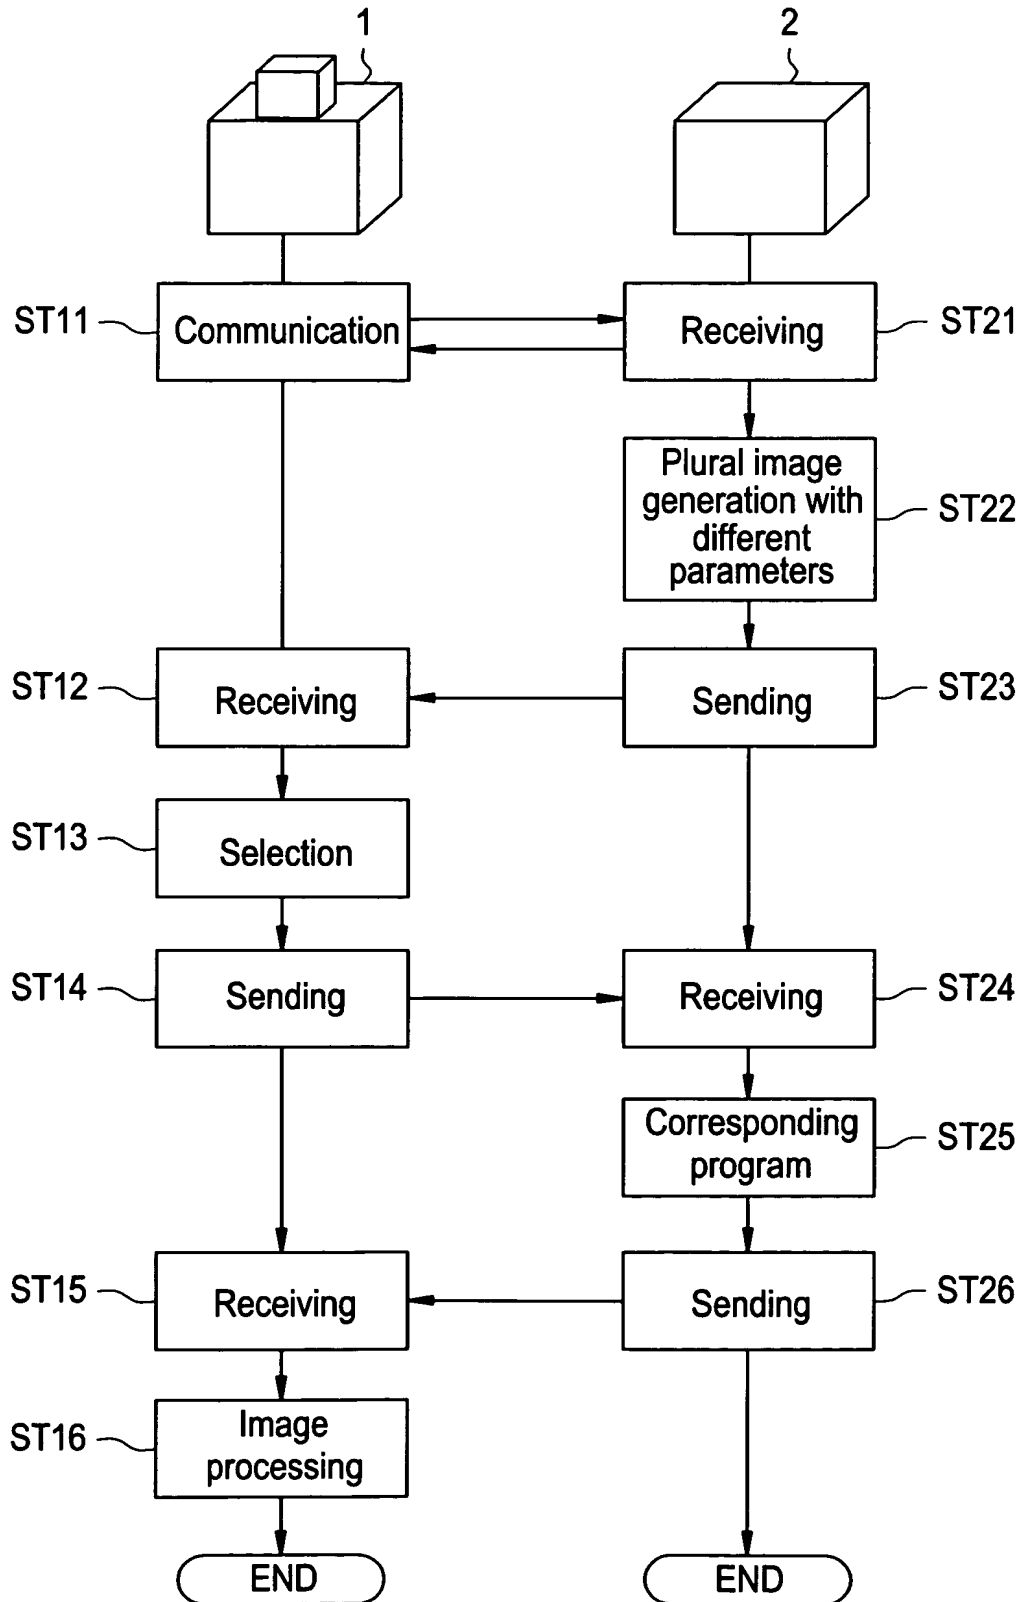 1
2
ST11
Communication
Receiving
ST21
Plural image
generation with
different
parameters
ST22
ST12
Receiving
Sending
ST23
ST13
Selection
ST14
Sending
Receiving
ST24
Corresponding
program
ST25
ST15
Receiving
Sending
ST26
ST16
Image
processing
END
END